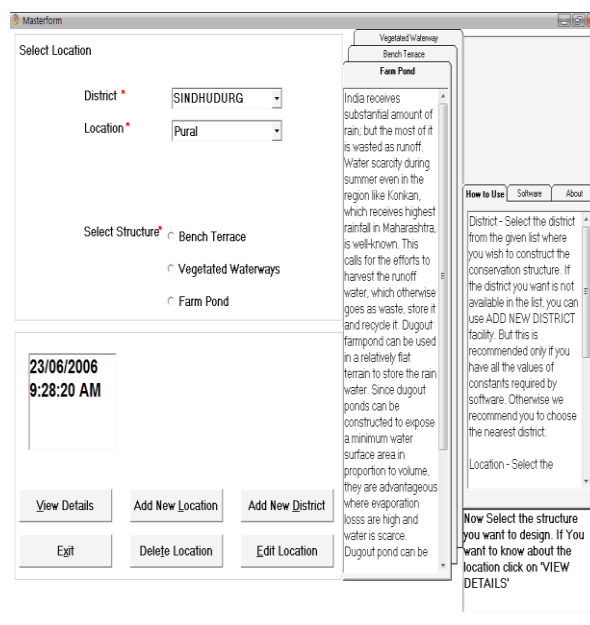 Masterform
Select Location
District *
SINDHUDURG
Location *
Pural
Select Structure*
Bench Terrace
Vegetated Waterways
Farm Pond
23/06/2006
9:28:20 AM
View Details
Add New Location
Add New District
Exit
Delete Location
Edit Location
Vegetated Waterway
Bench Terrace
Farm Pond
India receives
substantial amount of
rain; but the most of it
is wasted as runoff.
Water scarcity during
summer even in the
region like Konkan,
which receives highest
rainfall in Maharashtra,
is well-known. This
calls for the efforts to
harvest the runoff
water, which otherwise
goes as waste, store it
and recycle it. Dugout
farmpond can be used
in a relatively flat
terrain to store the rain
water. Since dugout
ponds can be
constructed to expose
a minimum water
surface area in
proportion to volume,
they are advantageous
where evaporation
losss are high and
water is scarce.
Dugout pond can be
How to Use
Software
About
District - Select the district
from the given list where
you wish to construct the
conservation structure. If
the district you want is not
available in the list, you can
use ADD NEW DISTRICT
facility. But this is
recommended only if you
have all the values of
constants required by
software. Otherwise we
recommend you to choose
the nearest district.
Location - Select the
Now Select the structure
you want to design. If You
want to know about the
location click on 'VIEW
DETAILS'